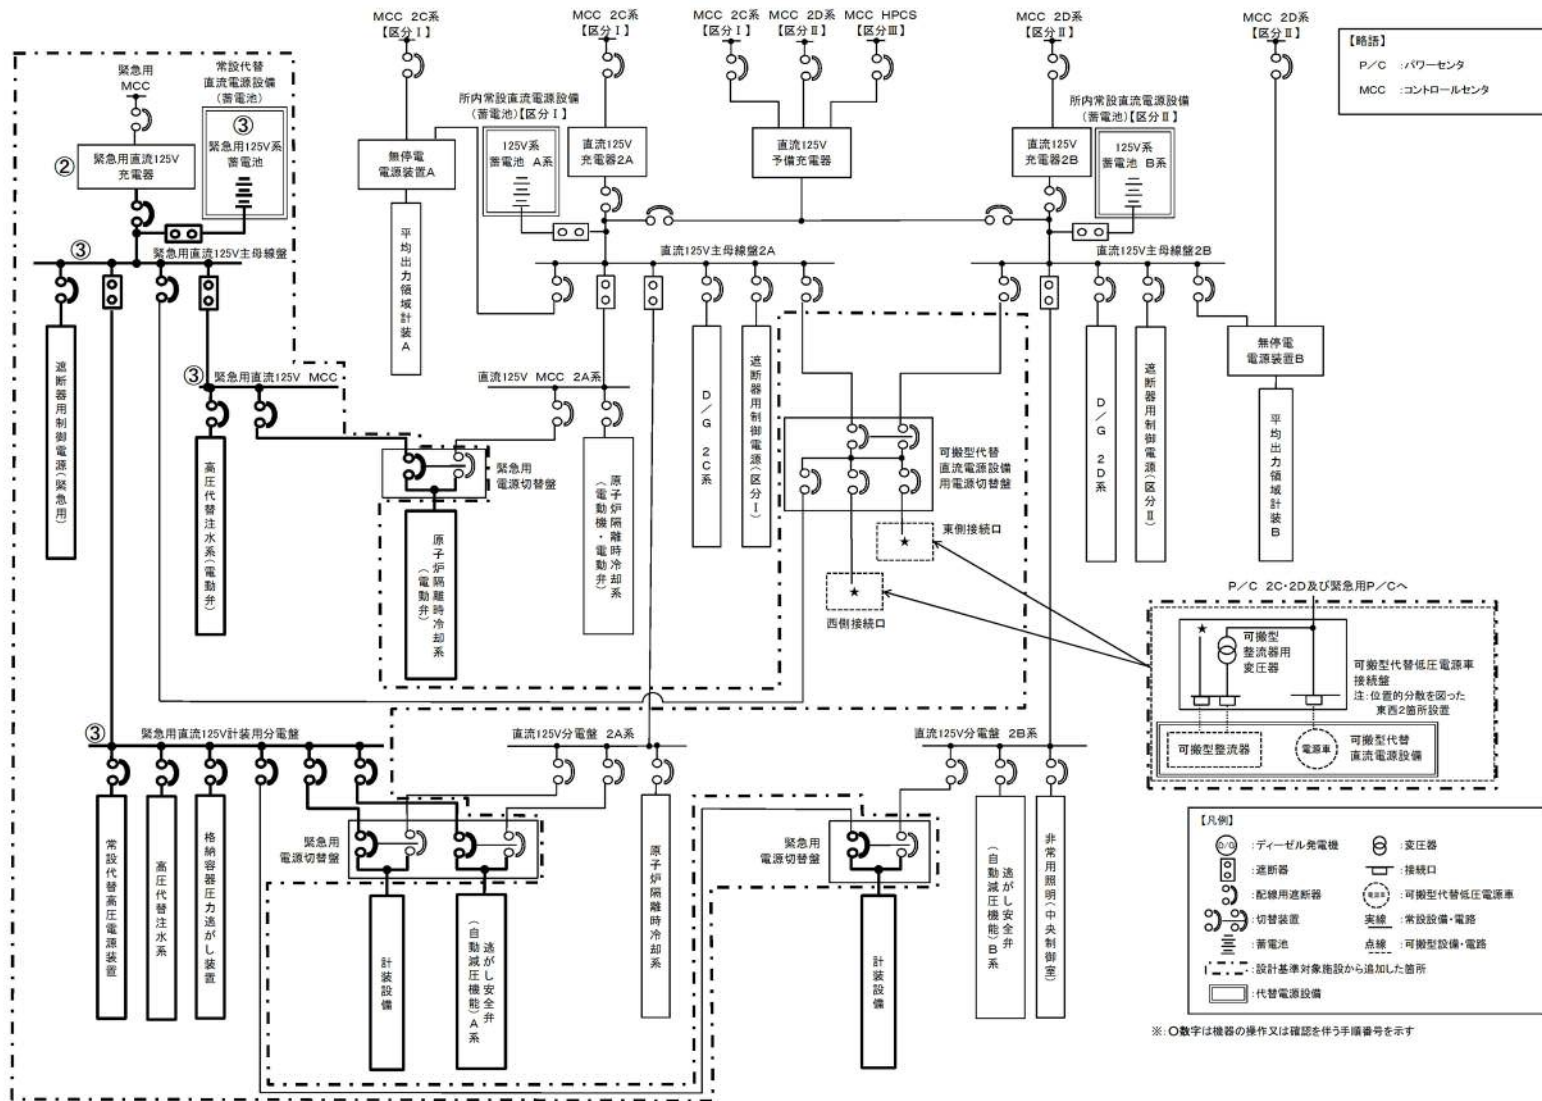 MCC 2C系
【区分Ⅰ】
MCC 2C系
【区分Ⅰ】
MCC 2C系
【区分Ⅰ】
MCC 2D系
【区分Ⅱ】
MCC HPCS
【区分Ⅲ】
MCC 2D系
【区分Ⅱ】
MCC 2D系
【区分Ⅱ】
【略語】
P/C :パワーセンタ
MCC :コントロールセンタ
緊急用
MCC
常設代替
直流電源設備
(蓄電池)
③
緊急用125V系
蓄電池
②
緊急用直流125V
充電器
無停電
電源装置A
所内常設直流電源設備
(蓄電池)【区分Ⅰ】
125V系
蓄電池 A系
直流125V
充電器2A
直流125V
予備充電器
所内常設直流電源設備
(蓄電池)【区分Ⅱ】
直流125V
充電器2B
125V系
蓄電池 B系
③
緊急用直流125V主母線盤
直流125V主母線盤2A
直流125V主母線盤2B
平均出力領域計装A
無停電
電源装置B
平均出力領域計装B
遮断器用制御電源(緊急用)
③
緊急用直流125V MCC
直流125V MCC 2A系
高圧代替注水系(電動弁)
緊急用
電源切替盤
原子炉隔離時冷却系
(電動弁)
原子炉隔離時冷却系
(電動機・電動弁)
D/G 2C系
遮断器用制御電源(区分Ⅰ)
可搬型代替
直流電源設備
用電源切替盤
D/G 2D系
遮断器用制御電源(区分Ⅱ)
東側接続口
★
★
西側接続口
P/C 2C・2D及び緊急用P/Cへ
★
可搬型
整流器用
変圧器
可搬型代替低圧電源車
接続盤
注:位置的分散を図った
東西2箇所設置
可搬型整流器
電源車
可搬型代替
直流電源設備
③
緊急用直流125V計装用分電盤
直流125V分電盤 2A系
直流125V分電盤 2B系
常設代替高圧電源装置
高圧代替注水系
格納容器圧力逃がし装置
緊急用
電源切替盤
計装設備
逃がし安全弁
(自動減圧機能)A系
原子炉隔離時冷却系
緊急用
電源切替盤
計装設備
逃がし安全弁
(自動減圧機能)B系
非常用照明(中央制御室)
【凡例】
D/G :ディーゼル発電機
:変圧器
:遮断器
:接続口
:配線用遮断器
電源車 :可搬型代替低圧電源車
:切替装置
実線 :常設設備・電路
:蓄電池
点線 :可搬型設備・電路
:設計基準対象施設から追加した箇所
:代替電源設備
※:○数字は機器の操作又は確認を伴う手順番号を示す